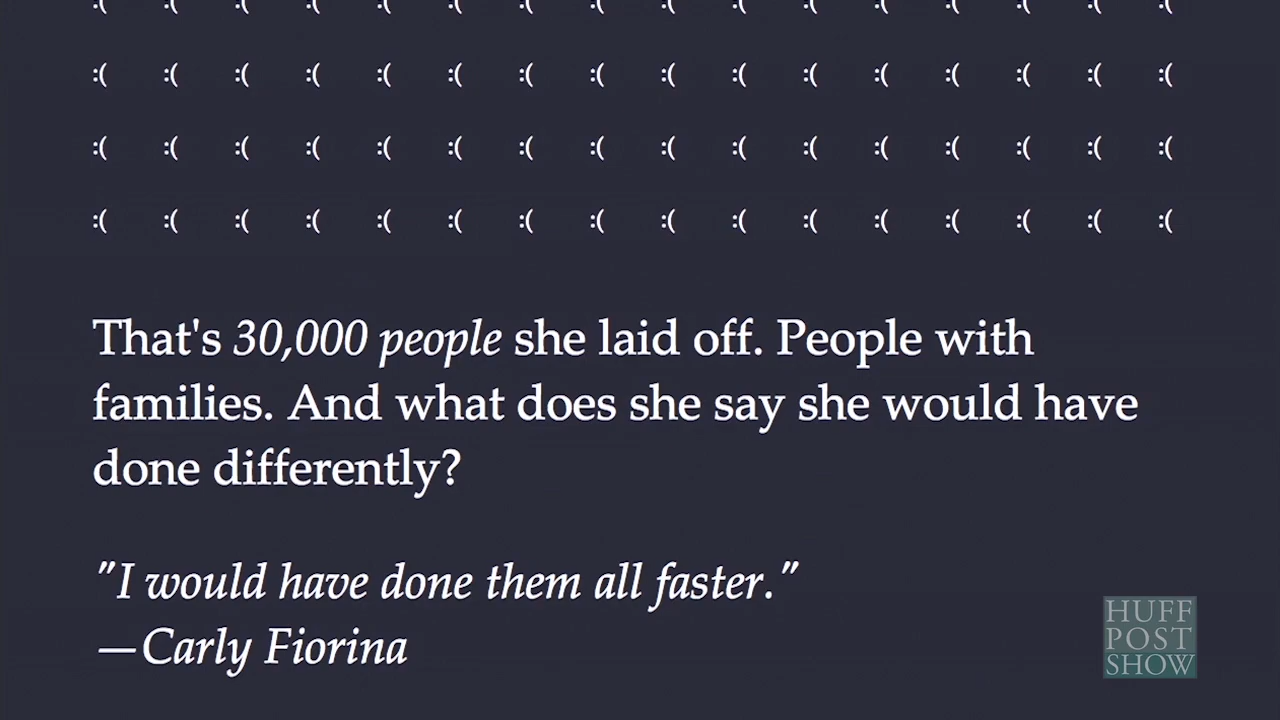 :( :( :( :( :( :( :( :( :( :( :( :( :( :( :( :(
:( :( :( :( :( :( :( :( :( :( :( :( :( :( :( :(
:( :( :( :( :( :( :( :( :( :( :( :( :( :( :( :(
:( :( :( :( :( :( :( :( :( :( :( :( :( :( :( :(
That's 30,000 people she laid off. People with
families. And what does she say she would have
done differently?
"I would have done them all faster."
—Carly Fiorina
HUFF
POST
SHOW